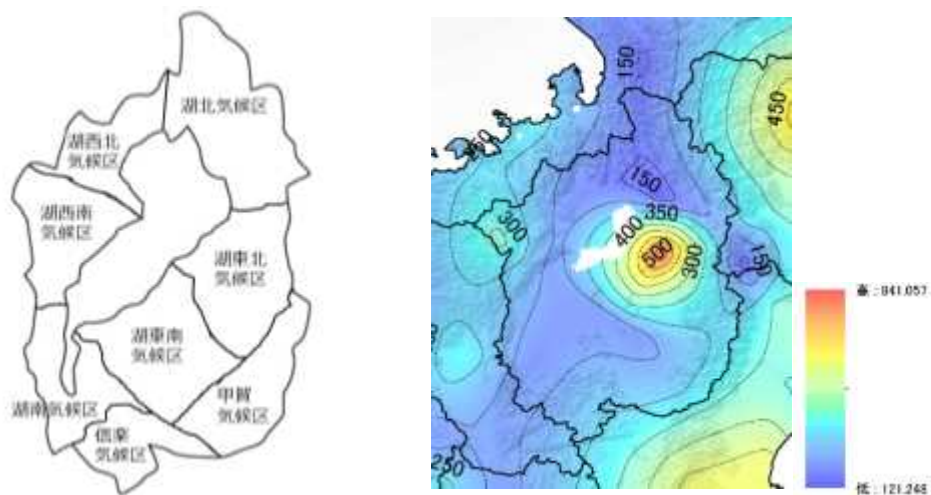 湖北気候区
湖西北
気候区
湖西南
気候区
湖東北
気候区
湖東南
気候区
湖南気候区
甲賀
気候区
信楽
気候区
150
450
150
300
350
400
500
300
150
250
高 : 841.057
低 : 121.248